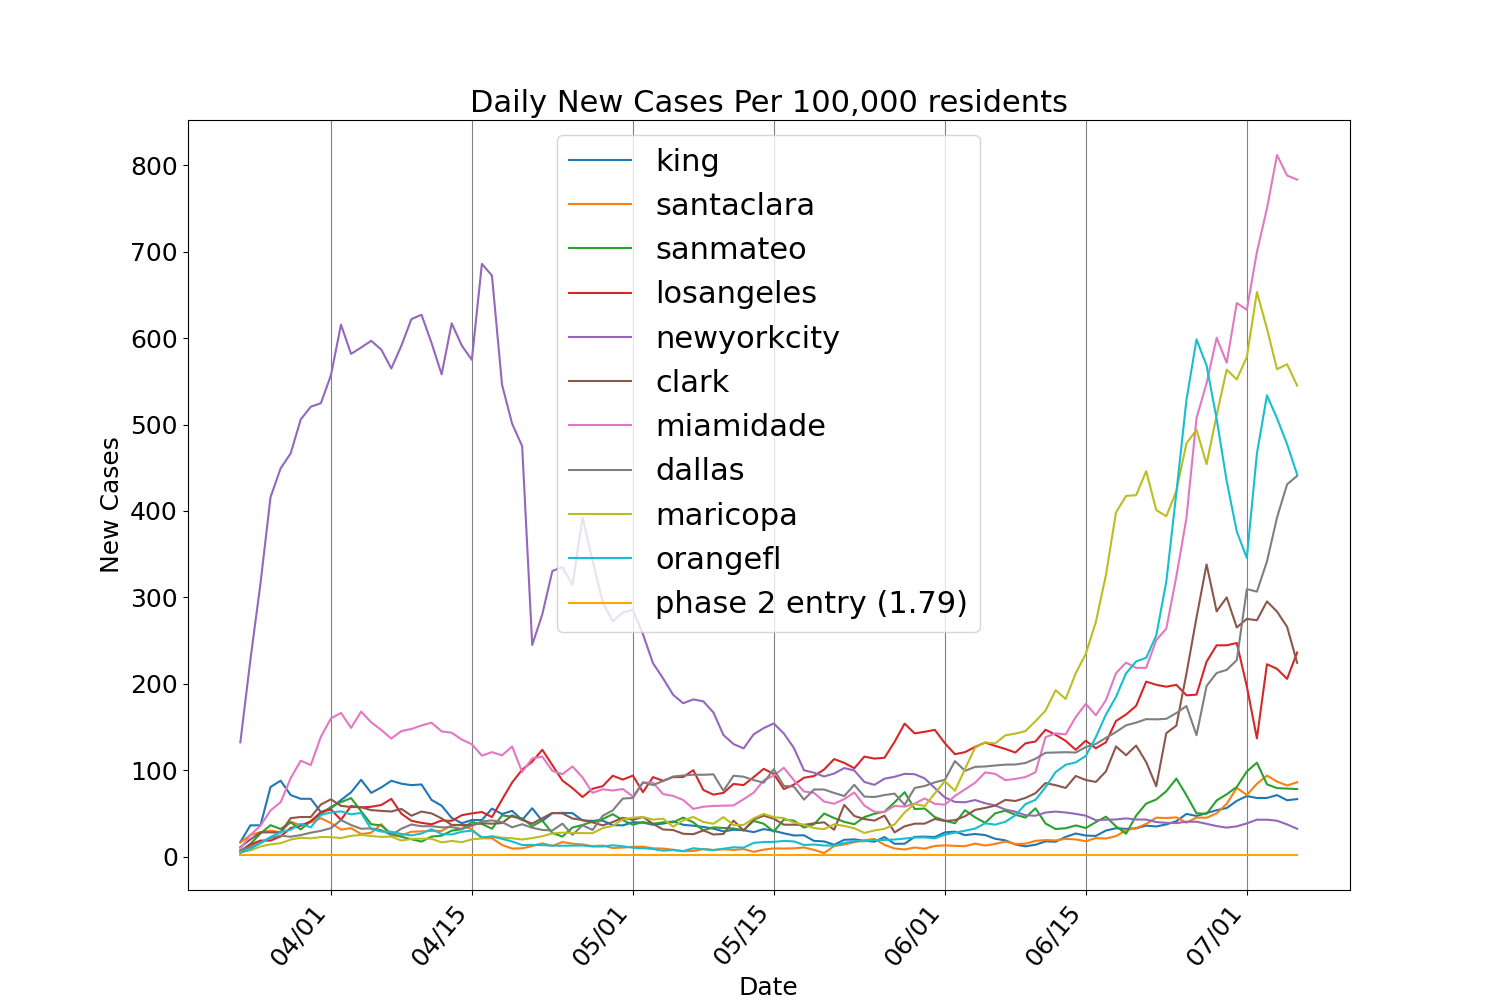 Daily New Cases Per 100,000 residents
800
700
600
500
400
300
200
100
0
New Cases
king
santaclara
sanmateo
losangeles
newyorkcity
clark
miamidade
dallas
maricopa
orangefl
phase 2 entry (1.79)
04/01
04/15
05/01
05/15
06/01
06/15
07/01
Date